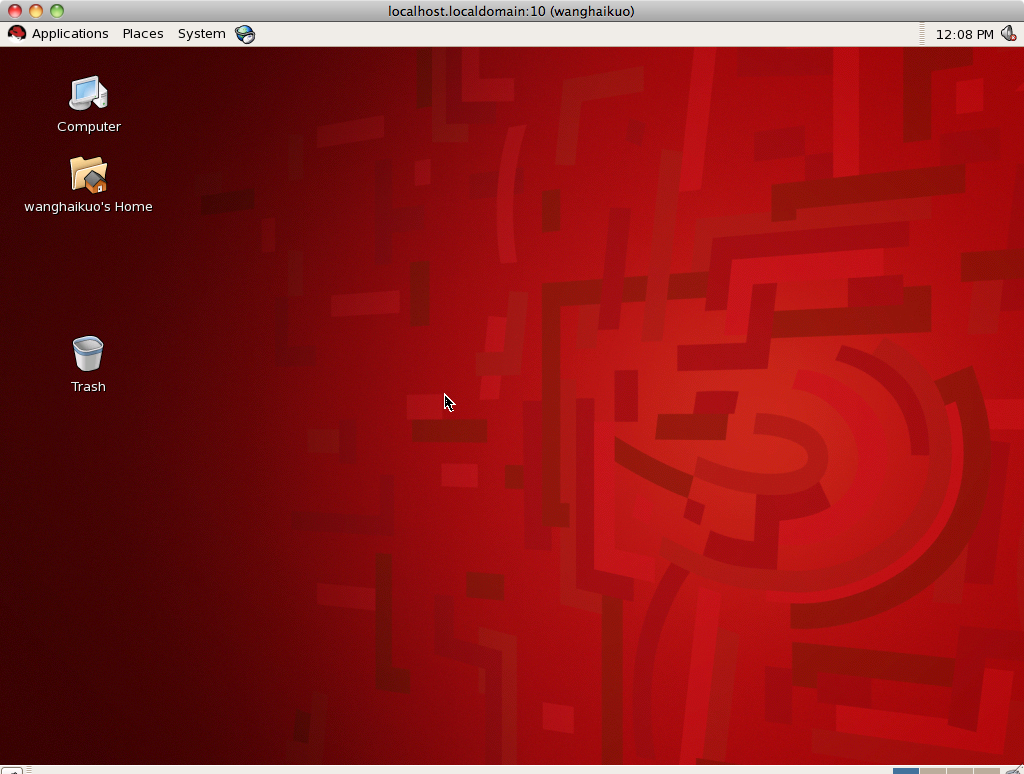 localhost.localdomain:10 (wanghaikuo)
Applications Places System 12:08 PM
Computer
wanghaikuo's Home
Trash